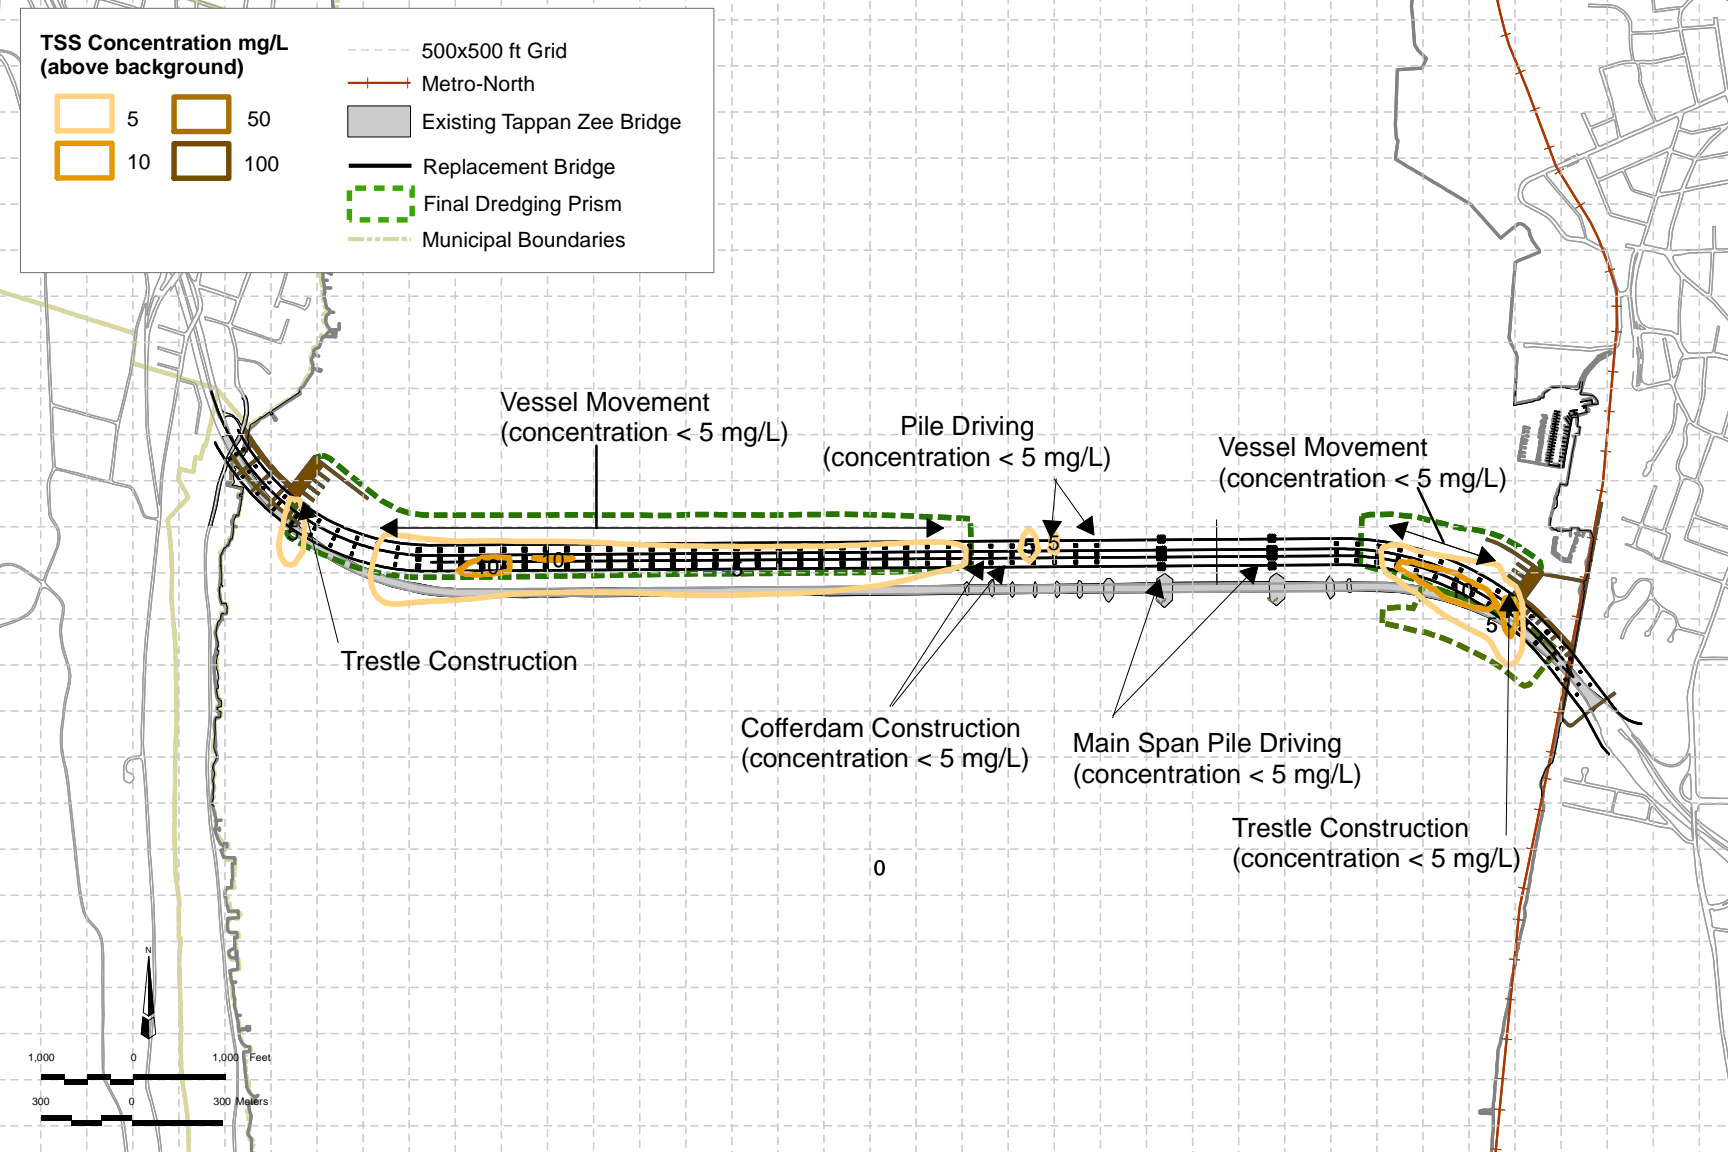 TSS Concentration mg/L
(above background)
5
50
10
100
500x500 ft Grid
Metro-North
Existing Tappan Zee Bridge
Replacement Bridge
Final Dredging Prism
Municipal Boundaries
Vessel Movement
(concentration < 5 mg/L)
Pile Driving
(concentration < 5 mg/L)
Vessel Movement
(concentration < 5 mg/L)
5
5
10
10
5
10
5
Trestle Construction
Cofferdam Construction
(concentration < 5 mg/L)
Main Span Pile Driving
(concentration < 5 mg/L)
Trestle Construction
(concentration < 5 mg/L)
0
N
1,000 0 1,000 Feet
300 0 300 Meters